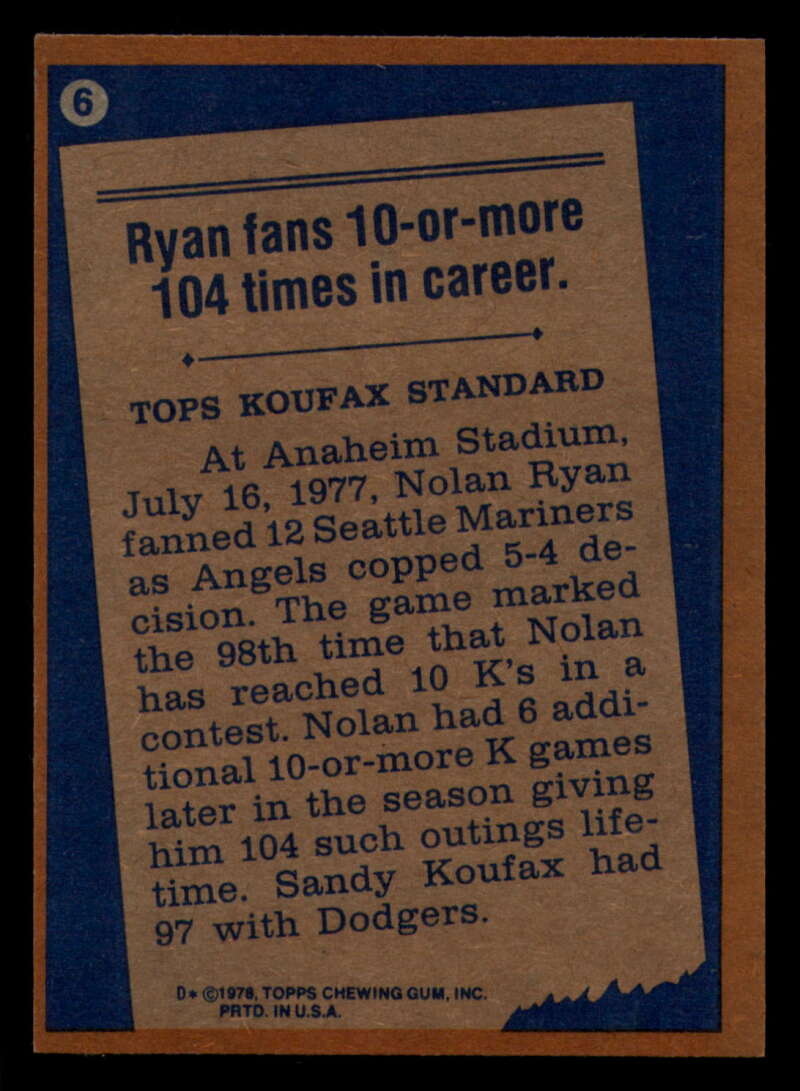 6
Ryan fans 10-or-more
104 times in career.
TOPS KOUFAX STANDARD
At Anaheim Stadium,
July 16, 1977, Nolan Ryan
fanned 12 Seattle Mariners
as Angels copped 5-4 de-
cision. The game marked
the 98th time that Nolan
has reached 10 K's in a
contest. Nolan had 6 addi-
tional 10-or-more K games
later in the season giving
him 104 such outings life-
time. Sandy Koufax had
97 with Dodgers.
D* ©1978, TOPPS CHEWING GUM, INC.
PRTD. IN U.S.A.